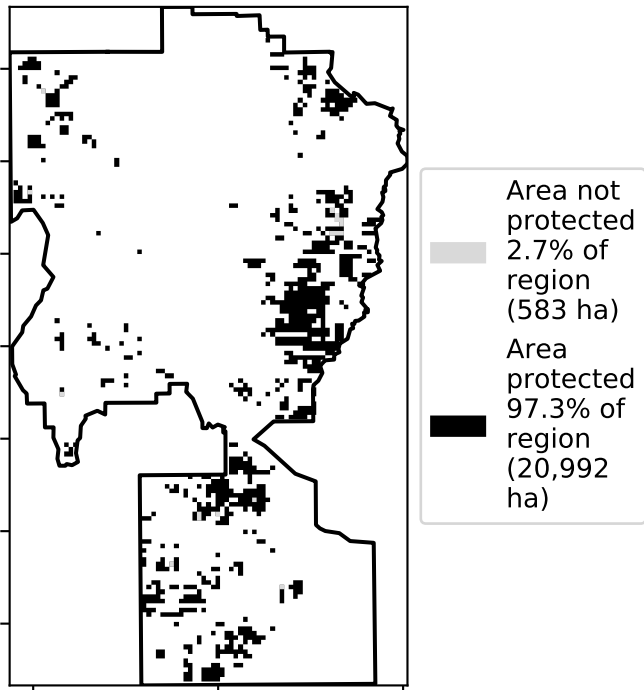 Area not
protected
2.7% of
region
(583 ha)
Area
protected
97.3% of
region
(20,992
ha)